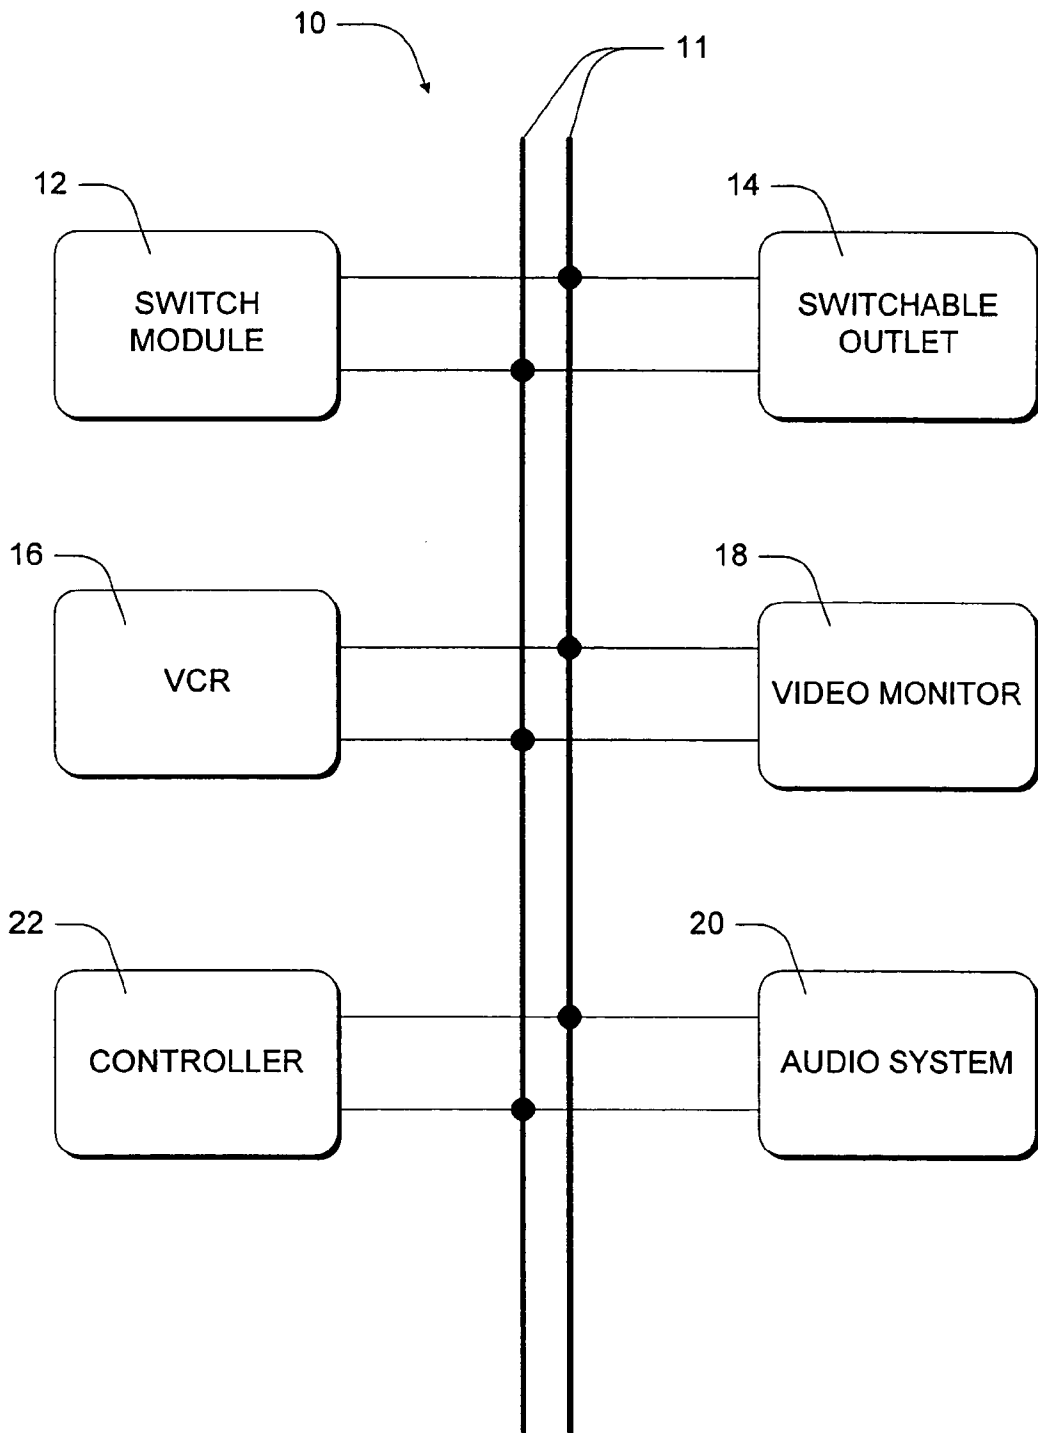 10
11
12
14
SWITCH
MODULE
SWITCHABLE
OUTLET
16
18
VCR
VIDEO MONITOR
22
20
CONTROLLER
AUDIO SYSTEM